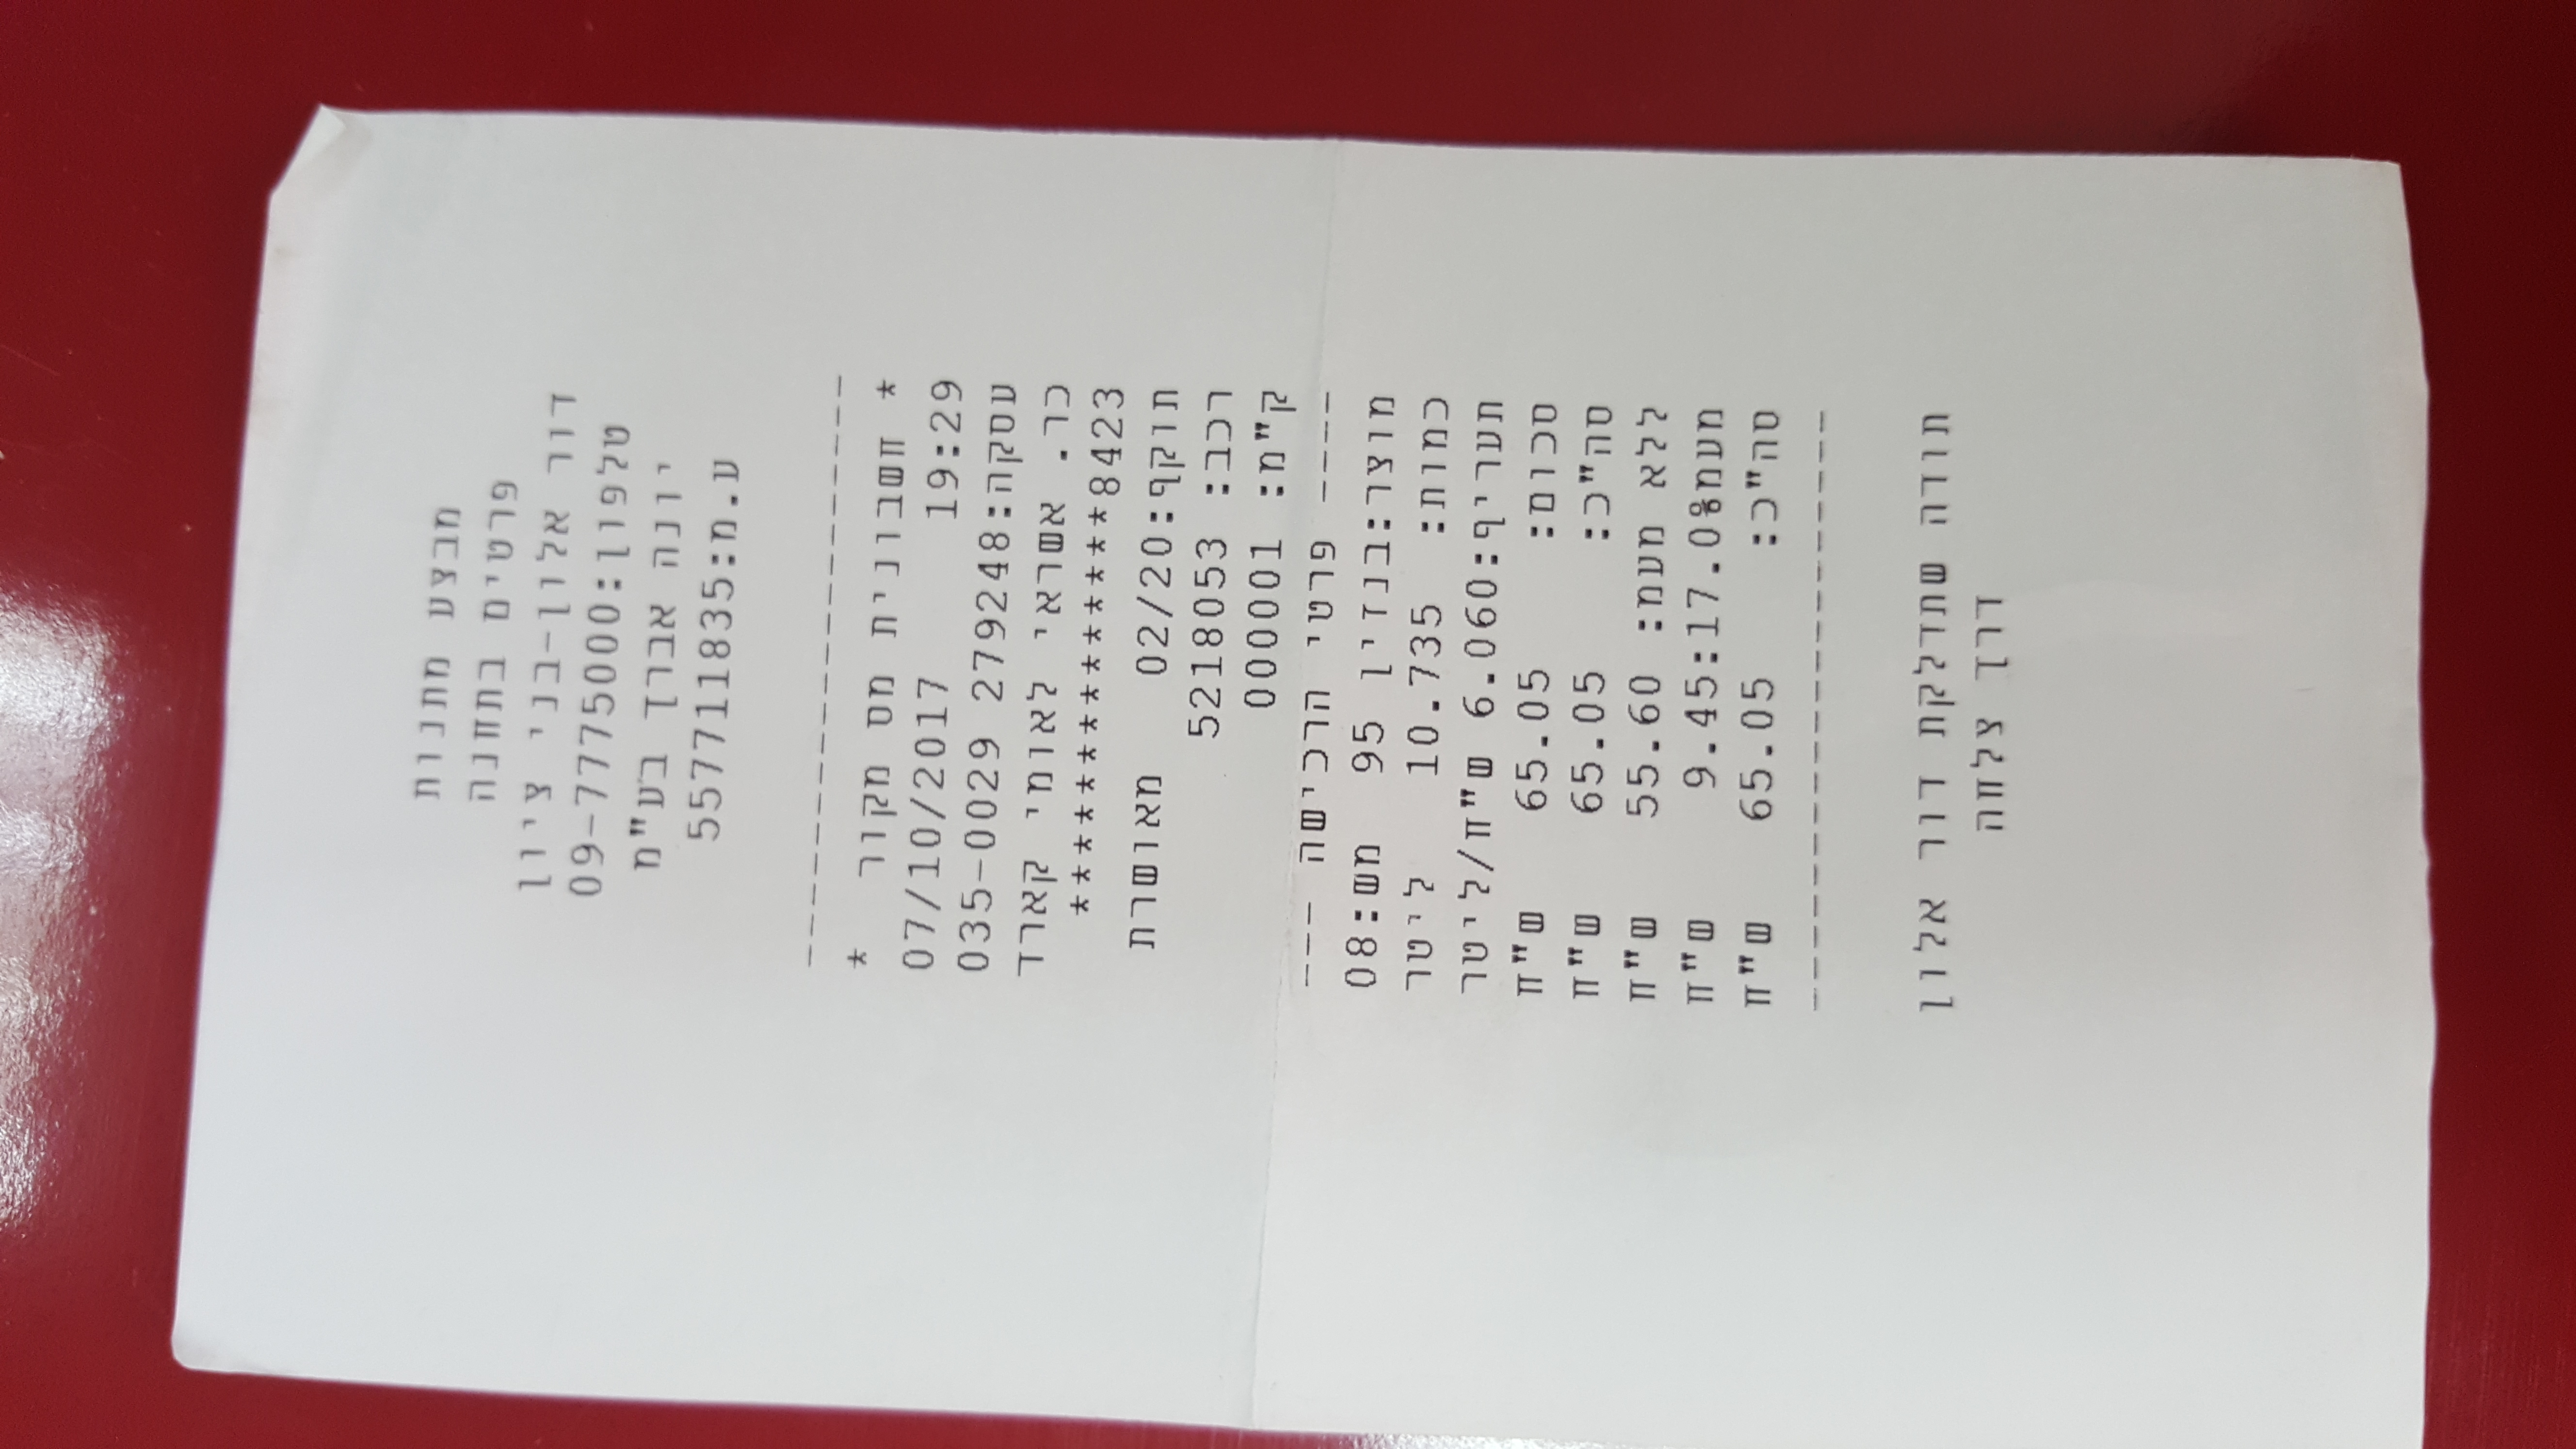 מבצע מתנות
פרטים בתחנה
דור אלון-בני ציון
טלפון:09-7775000
יונה אברך בע"מ
ע.מ:557711835
--------------------
* חשבונית מס מקור *
19:29 07/10/2017
עסקה:279248 035-0029
כר. אשראי לאומי קארד
**************8423
תוקף:02/20 מאושרת
רכב: 5218053
ק"מ: 000001
---- פרטי הרכישה ---
מוצר:בנזין 95 מש:08
כמות: 10.735 ליטר
תעריף:6.060 ש"ח/ליטר
סכום: 65.05 ש"ח
סה"כ: 65.05 ש"ח
ללא מעמ: 55.60 ש"ח
מעמ17.0%:9.45 ש"ח
סה"כ: 65.05 ש"ח
--------------------
תודה שתדלקת דור אלון
דרך צלחה